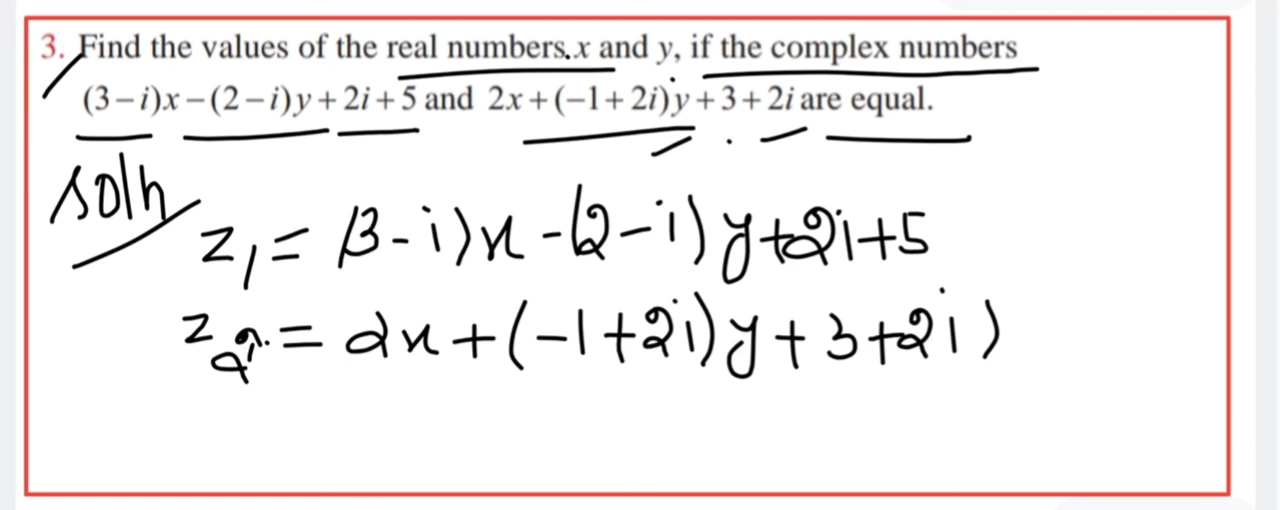 3. Find the values of the real numbers x and y, if the complex numbers
(3−i)x−(2−i)y+2i+5 and 2x+(−1+2i)y+3+2i are equal.
soln
z₁= (3-i)x-(2-i)y+2i+5
z₂= 2x+(-1+2i)y+3+2i)